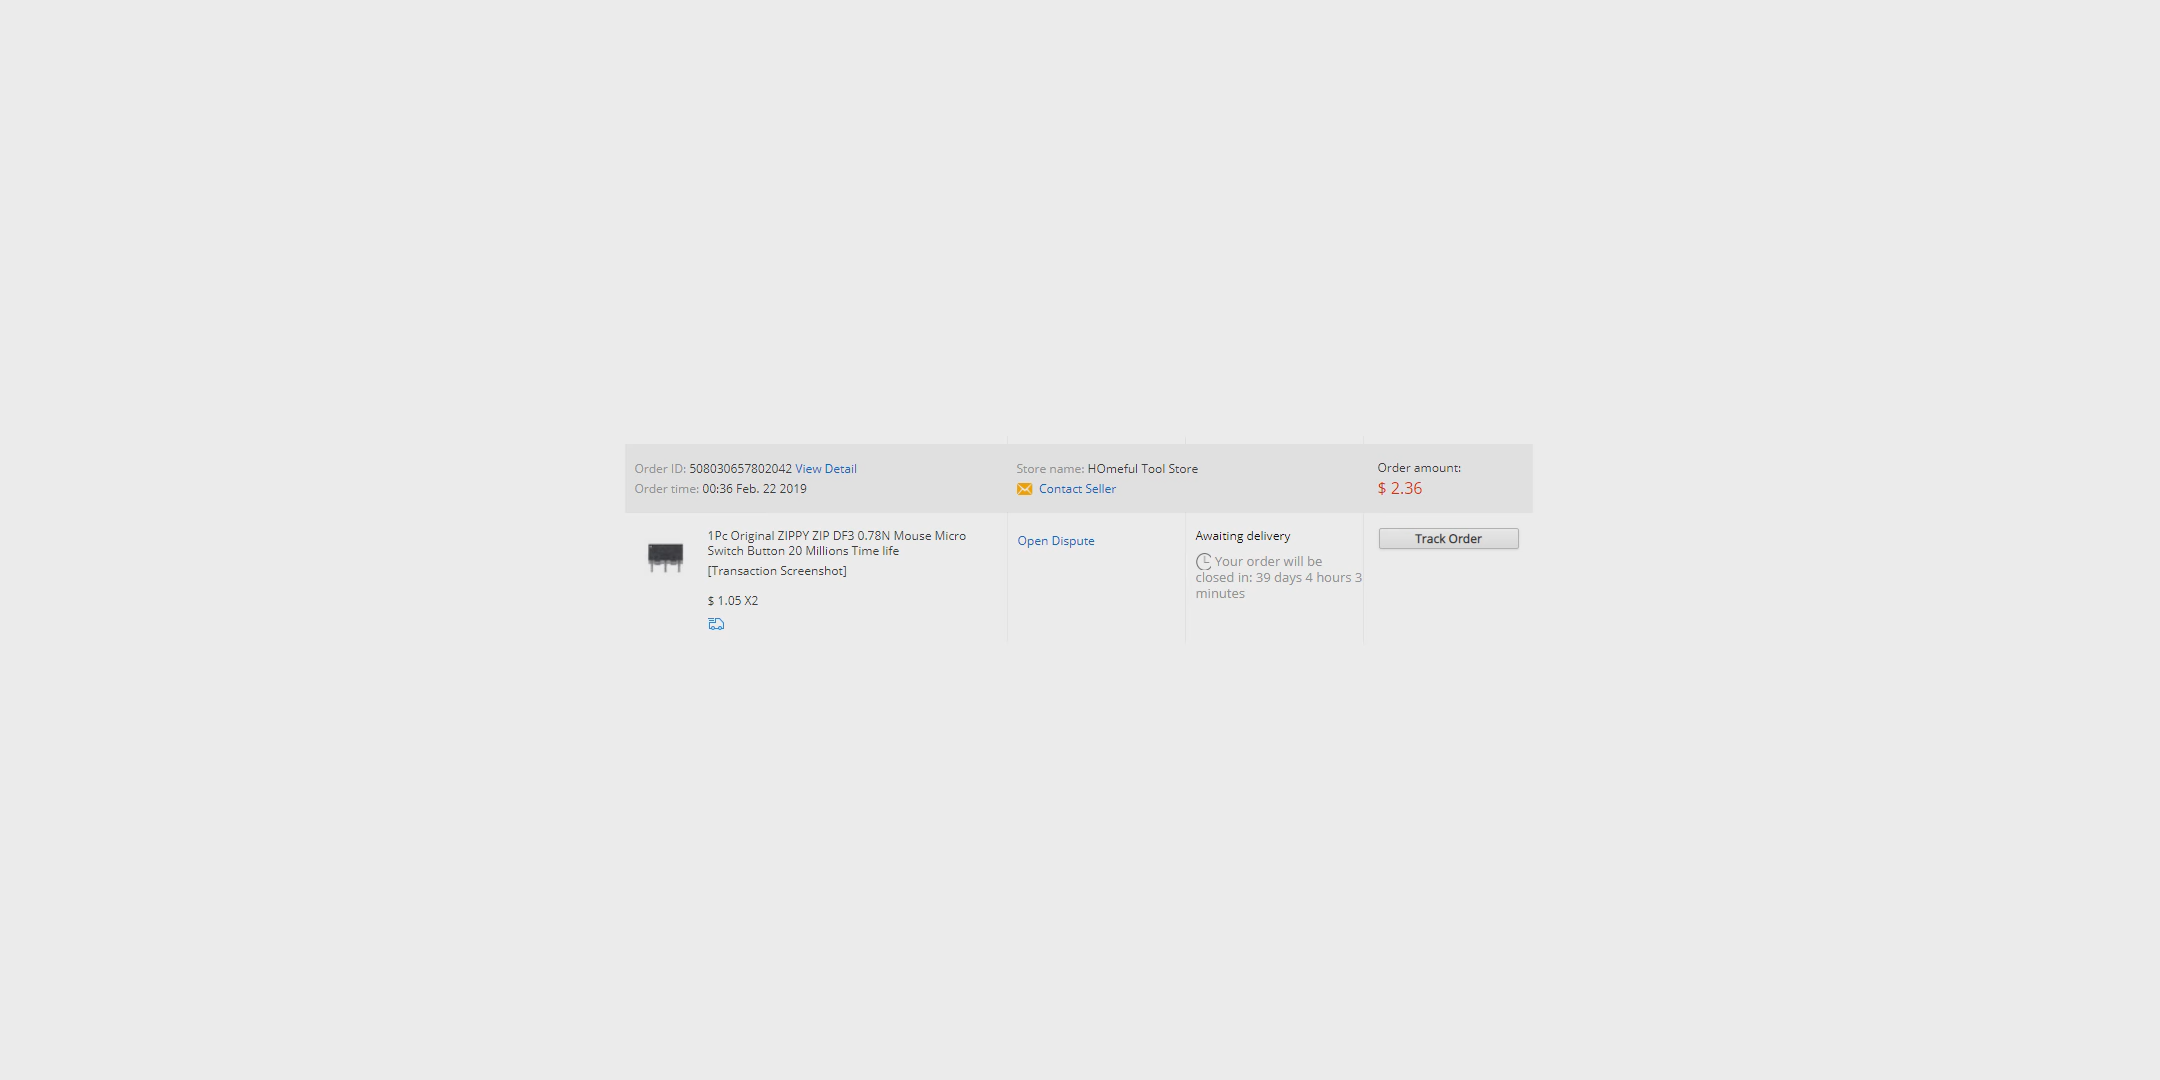 Order ID: 508030657802042 View Detail
Order time: 00:36 Feb. 22 2019
Store name: HOmeful Tool Store
Contact Seller
Order amount:
$ 2.36
1Pc Original ZIPPY ZIP DF3 0.78N Mouse Micro
Switch Button 20 Millions Time life
[Transaction Screenshot]
$ 1.05 X2
Open Dispute
Awaiting delivery
Your order will be
closed in: 39 days 4 hours 3
minutes
Track Order